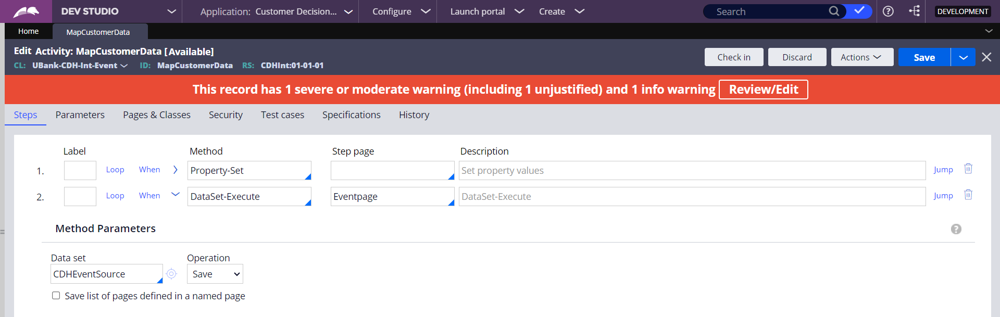 DEV STUDIO Application: Customer Decision... Configure Launch portal Create Search ? DEVELOPMENT
Home MapCustomerData
Edit Activity: MapCustomerData [Available]
CL: UBank-CDH-Int-Event ID: MapCustomerData RS: CDHInt:01-01-01
Check in Discard Actions Save
This record has 1 severe or moderate warning (including 1 unjustified) and 1 info warning Review/Edit
Steps Parameters Pages & Classes Security Test cases Specifications History
Label Method Step page Description
1. Loop When Property-Set Set property values Jump
2. Loop When DataSet-Execute Eventpage DataSet-Execute Jump
Method Parameters ?
Data set Operation
CDHEventSource Save
Save list of pages defined in a named page